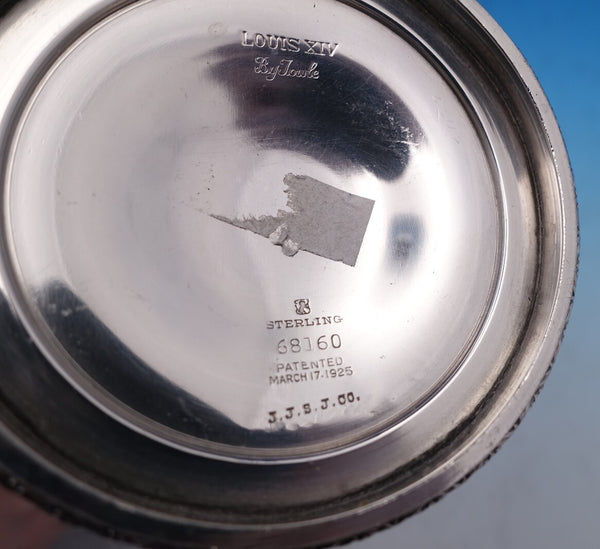 LOUIS XIV
By Towle
STERLING
68160
PATENTED
MARCH 17-1925
J.J.S.J.CO.